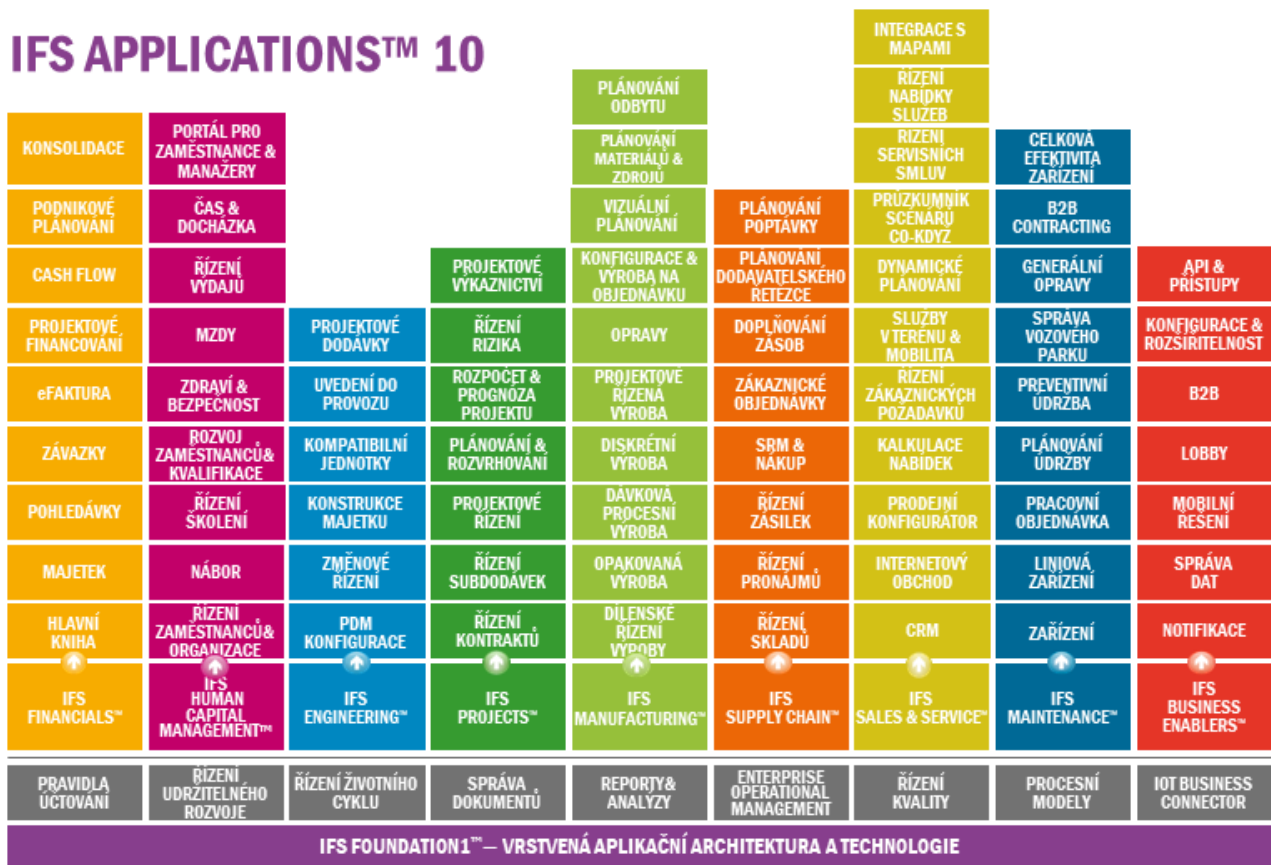 IFS APPLICATIONS™ 10
KONSOLIDACE
PODNIKOVÉ
PLÁNOVÁNÍ
CASH FLOW
PROJEKTOVÉ
FINANCOVÁNÍ
eFAKTURA
ZÁVAZKY
POHLEDÁVKY
MAJETEK
HLAVNÍ
KNIHA
IFS
FINANCIALS™
PORTÁL PRO
ZAMĚSTNANCE &
MANAŽERY
ČAS &
DOCHÁZKA
ŘÍZENÍ
VÝDAJŮ
MZDY
ZDRAVÍ &
BEZPEČNOST
ROZVOJ
ZAMĚSTNANCŮ&
KVALIFIKACE
ŘÍZENÍ
ŠKOLENÍ
NÁBOR
ŘÍZENÍ
ZAMĚSTNANCŮ&
ORGANIZACE
IFS
HUMAN
CAPITAL
MANAGEMENT™
PROJEKTOVÉ
DODÁVKY
UVEDENÍ DO
PROVOZU
KOMPATIBILNÍ
JEDNOTKY
KONSTRUKCE
MAJETKU
ZMĚNOVÉ
ŘÍZENÍ
PDM
KONFIGURACE
IFS
ENGINEERING™
PROJEKTOVÉ
VÝKAZNICTVÍ
ŘÍZENÍ
RIZIKA
ROZPOČET &
PROGNÓZA
PROJEKTU
PLÁNOVÁNÍ &
ROZVRHOVÁNÍ
PROJEKTOVÉ
ŘÍZENÍ
ŘÍZENÍ
SUBDODÁVEK
ŘÍZENÍ
KONTRAKTŮ
IFS
PROJECTS™
PLÁNOVÁNÍ
ODBYTU
PLÁNOVÁNÍ
MATERIÁLŮ &
ZDROJŮ
VIZUÁLNÍ
PLÁNOVÁNÍ
KONFIGURACE &
VÝROBA NA
OBJEDNÁVKU
OPRAVY
PROJEKTOVĚ
ŘÍZENÁ
VÝROBA
DISKRÉTNÍ
VÝROBA
DÁVKOVÁ
PROCESNÍ
VÝROBA
OPAKOVANÁ
VÝROBA
DÍLENSKÉ
ŘÍZENÍ
VÝROBY
IFS
MANUFACTURING™
PLÁNOVÁNÍ
POPTÁVKY
PLÁNOVÁNÍ
DODAVATELSKÉHO
ŘETĚZCE
DOPLŇOVÁNÍ
ZÁSOB
ZÁKAZNICKÉ
OBJEDNÁVKY
SRM &
NÁKUP
ŘÍZENÍ
ZÁSILEK
ŘÍZENÍ
PRONÁJMŮ
ŘÍZENÍ
SKLADŮ
IFS
SUPPLY CHAIN™
INTEGRACE S
MAPAMI
ŘÍZENÍ
NABÍDKY
SLUŽEB
ŘÍZENÍ
SERVISNÍCH
SMLUV
PRŮZKUMNÍK
SCÉNÁŘŮ
CO-KDYŽ
DYNAMICKÉ
PLÁNOVÁNÍ
SLUŽBY
V TERÉNU &
MOBILITA
ŘÍZENÍ
ZÁKAZNICKÝCH
POŽADAVKŮ
KALKULACE
NABÍDEK
PRODEJNÍ
KONFIGURÁTOR
INTERNETOVÝ
OBCHOD
CRM
IFS
SALES & SERVICE™
CELKOVÁ
EFEKTIVITA
ZAŘÍZENÍ
B2B
CONTRACTING
GENERÁLNÍ
OPRAVY
SPRÁVA
VOZOVÉHO
PARKU
PREVENTIVNÍ
ÚDRŽBA
PLÁNOVÁNÍ
ÚDRŽBY
PRACOVNÍ
OBJEDNÁVKA
LINIOVÁ
ZAŘÍZENÍ
ZAŘÍZENÍ
IFS
MAINTENANCE™
API &
PŘÍSTUPY
KONFIGURACE &
ROZŠIŘITELNOST
B2B
LOBBY
MOBILNÍ
ŘEŠENÍ
SPRÁVA
DAT
NOTIFIKACE
IFS
BUSINESS
ENABLERS™
PRAVIDLA
ÚČTOVÁNÍ
ŘÍZENÍ
UDRŽITELNÉHO
ROZVOJE
ŘÍZENÍ ŽIVOTNÍHO
CYKLU
SPRÁVA
DOKUMENTŮ
REPORTY&
ANALÝZY
ENTERPRISE
OPERATIONAL
MANAGEMENT
ŘÍZENÍ
KVALITY
PROCESNÍ
MODELY
IOT BUSINESS
CONNECTOR
IFS FOUNDATION1™— VRSTVENÁ APLIKAČNÍ ARCHITEKTURA A TECHNOLOGIE